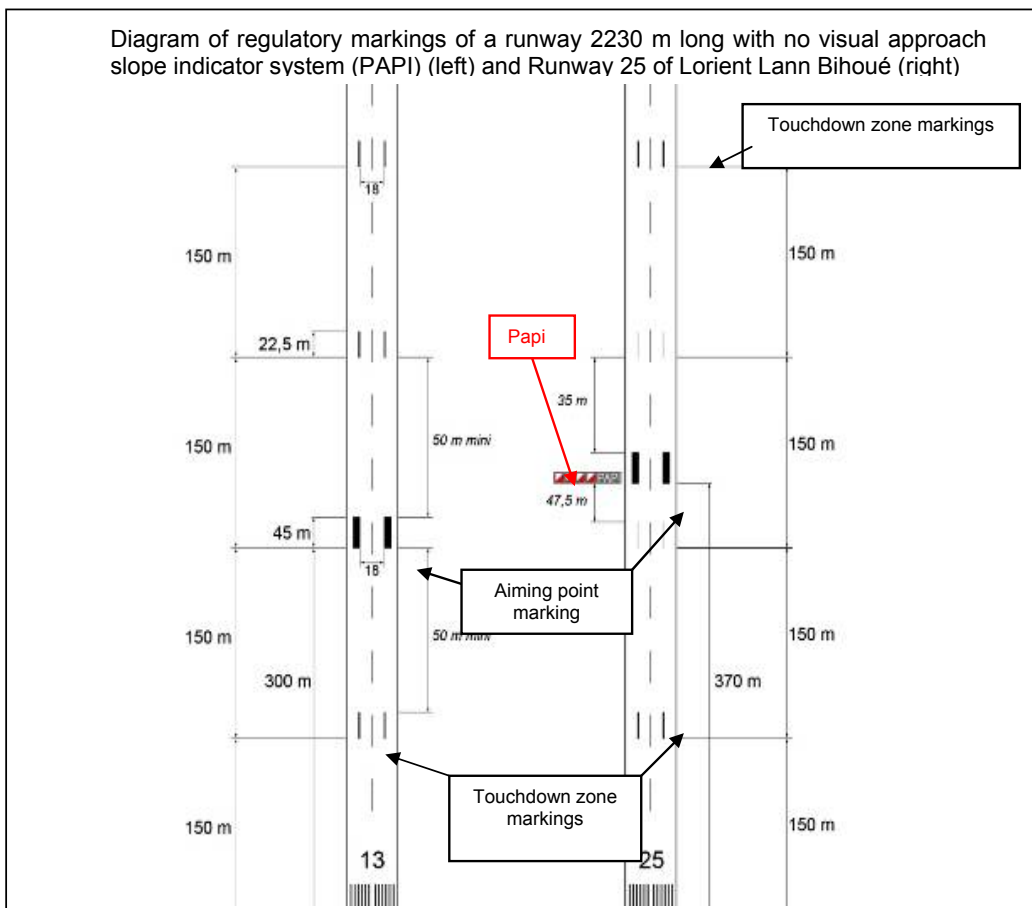 Diagram of regulatory markings of a runway 2230 m long with no visual approach
slope indicator system (PAPI) (left) and Runway 25 of Lorient Lann Bihoué (right)
Touchdown zone markings
18
150 m
150 m
22,5 m
Papi
35 m
150 m
50 m mini
150 m
47,5 m
45 m
18
Aiming point
marking
150 m
50 m mini
150 m
300 m
370 m
Touchdown zone
markings
150 m
150 m
13
25